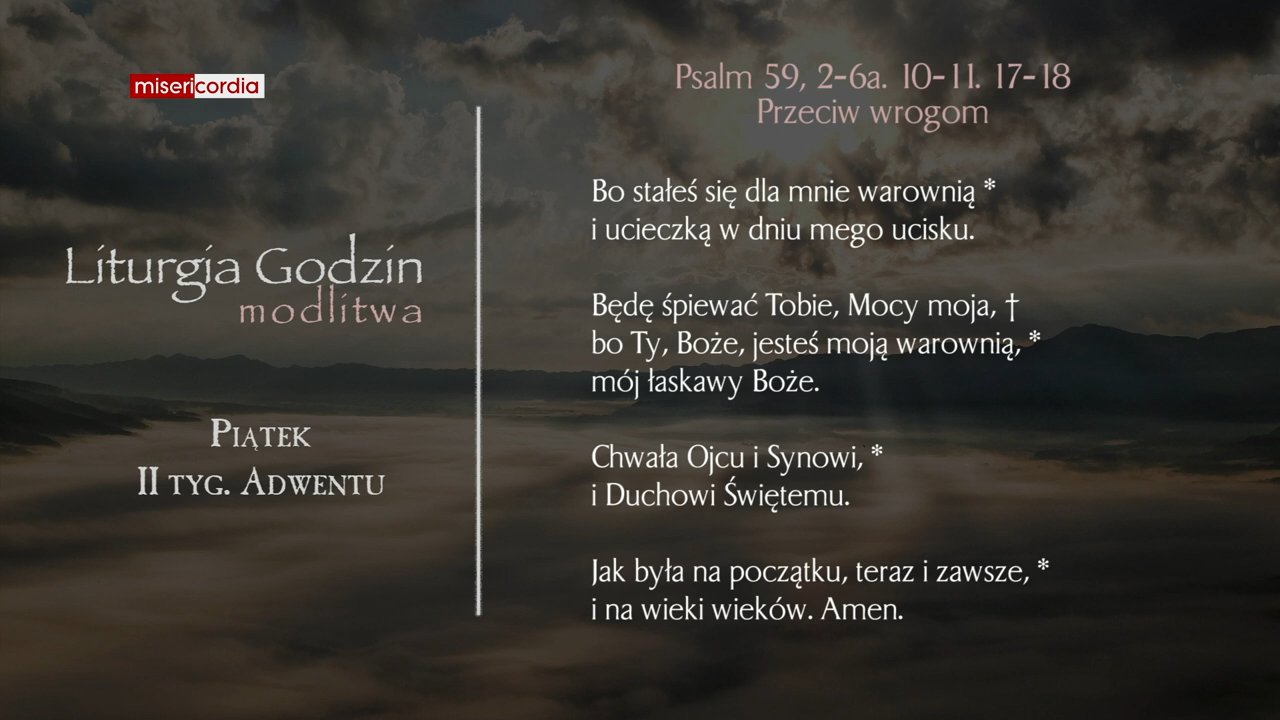 misericordia
Liturgia Godzin
modlitwa
Piątek
II tyg. Adwentu
Psalm 59, 2-6a. 10-11. 17-18
Przeciw wrogom
Bo stałeś się dla mnie warownią *
i ucieczką w dniu mego ucisku.
Będę śpiewać Tobie, Mocy moja, †
bo Ty, Boże, jesteś moją warownią, *
mój łaskawy Boże.
Chwała Ojcu i Synowi, *
i Duchowi Świętemu.
Jak była na początku, teraz i zawsze, *
i na wieki wieków. Amen.